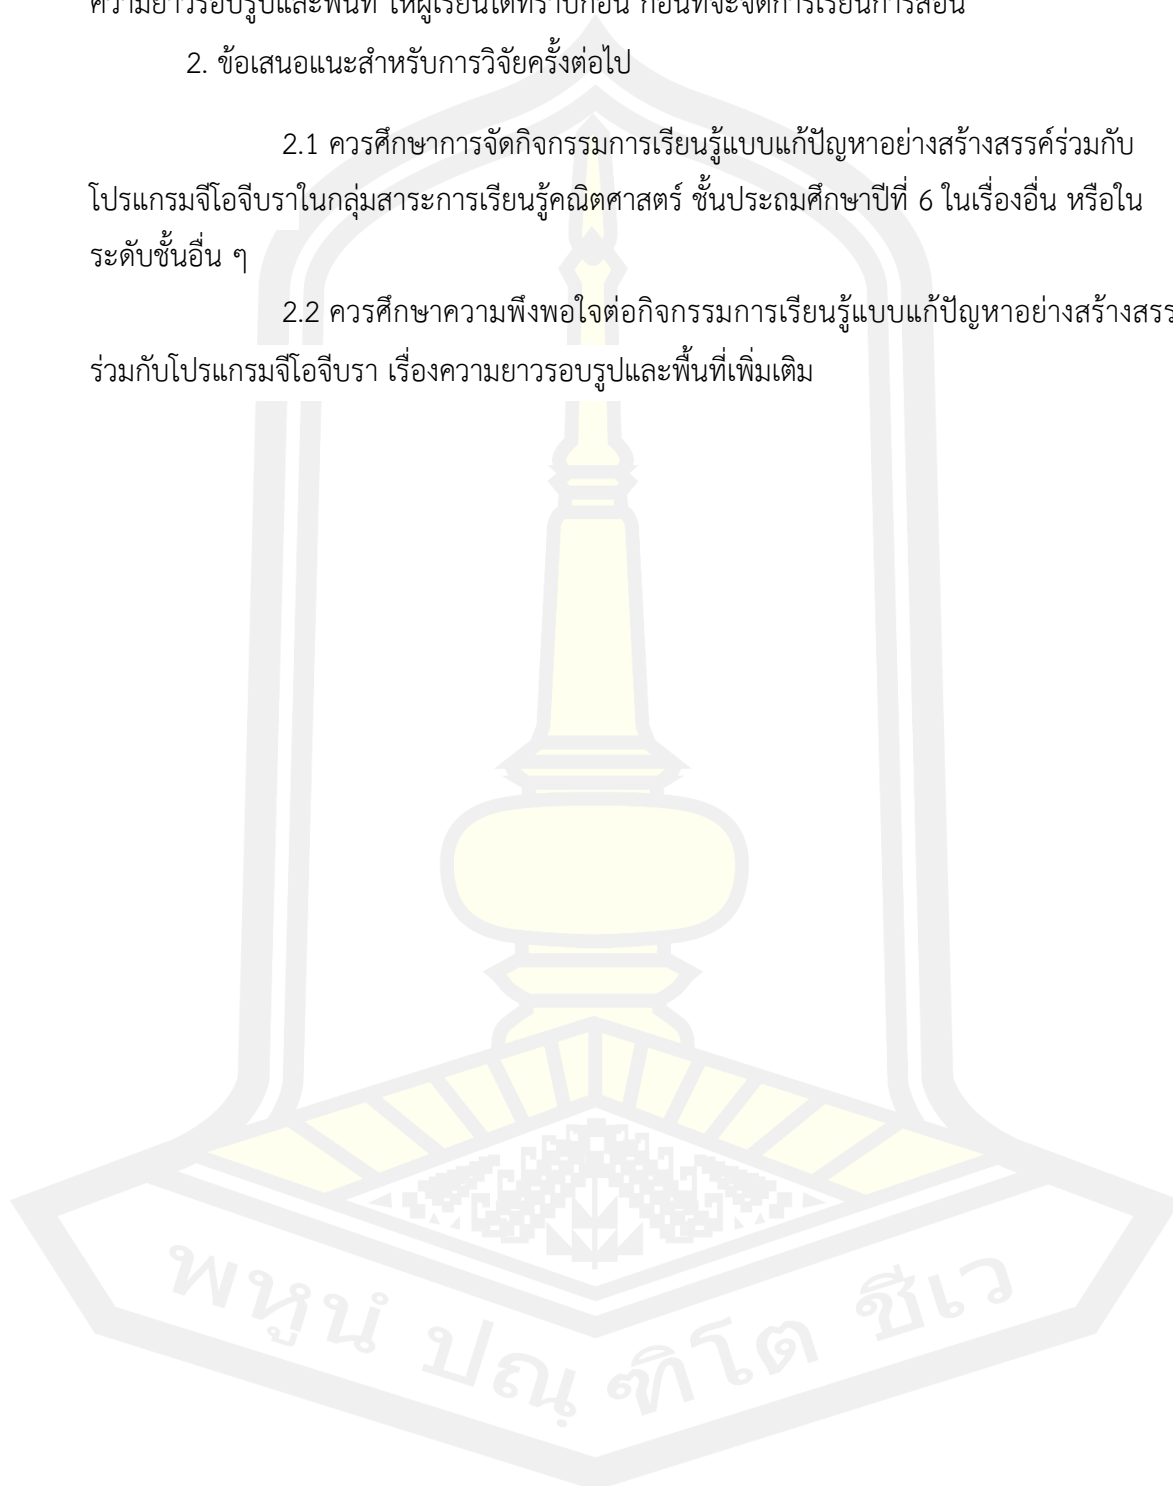 ความยาวรอบรูปและพื้นที่ ให้ผู้เรียนได้ทราบก่อน ก่อนที่จะจัดการเรียนการสอน
2. ข้อเสนอแนะสำหรับการวิจัยครั้งต่อไป
2.1 ควรศึกษาการจัดกิจกรรมการเรียนรู้แบบแก้ปัญหาอย่างสร้างสรรค์ร่วมกับ
โปรแกรมจีโอจีบราในกลุ่มสาระการเรียนรู้คณิตศาสตร์ ชั้นประถมศึกษาปีที่ 6 ในเรื่องอื่น หรือใน
ระดับชั้นอื่น ๆ
2.2 ควรศึกษาความพึงพอใจต่อกิจกรรมการเรียนรู้แบบแก้ปัญหาอย่างสร้างสรร
ร่วมกับโปรแกรมจีโอจีบรา เรื่องความยาวรอบรูปและพื้นที่เพิ่มเติม
พหูนํ ปณฺ ฑิโต ชีเว